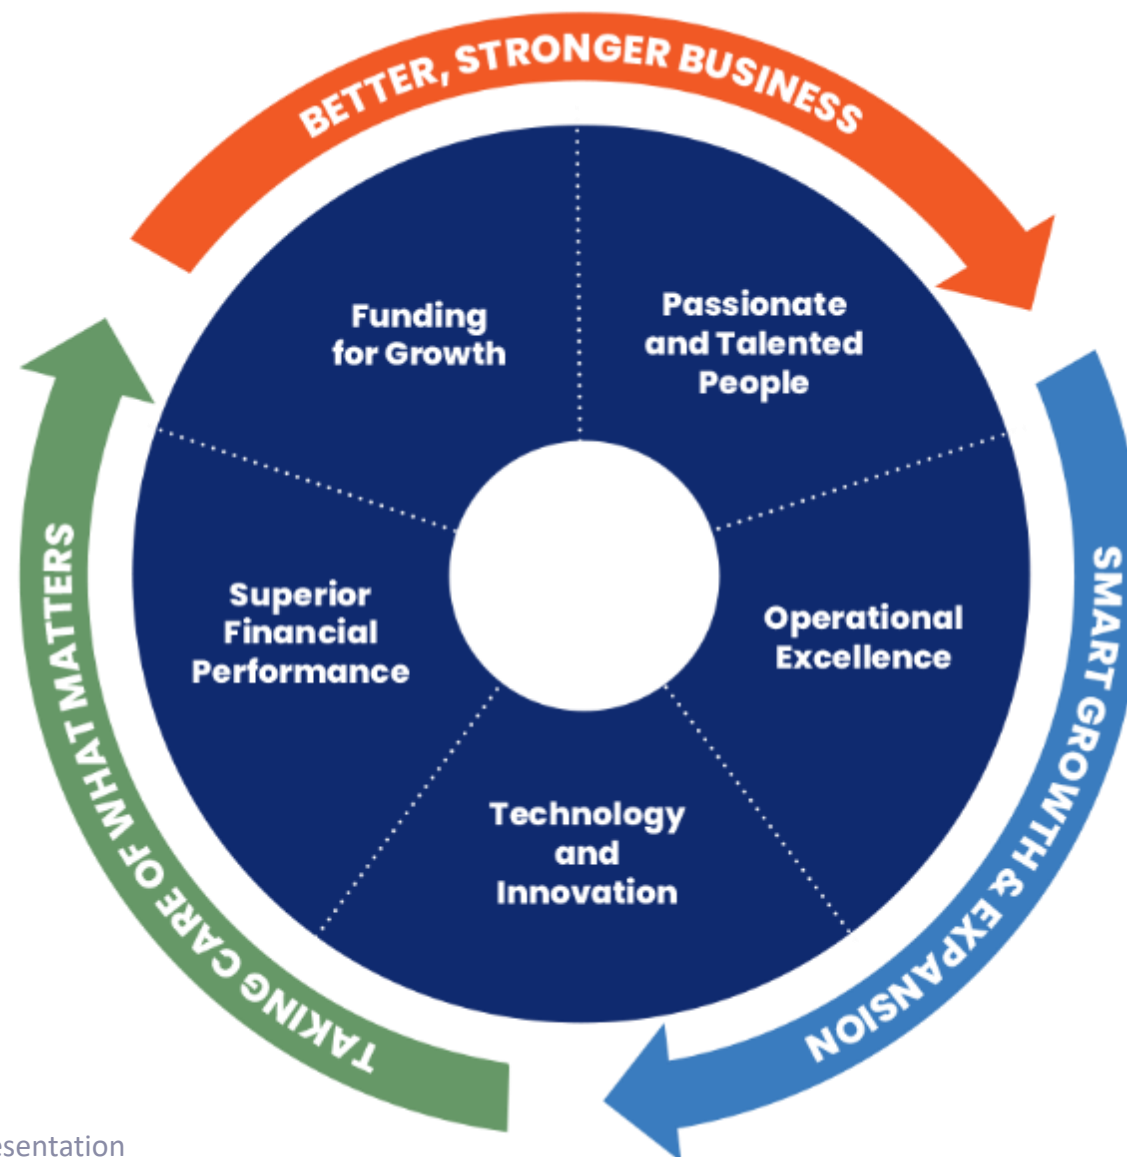 BETTER, STRONGER BUSINESS
Funding
for Growth
Passionate
and Talented
People
Superior
Financial
Performance
Operational
Excellence
Technology
and
Innovation
SMART GROWTH & EXPANSION
TAKING CARE OF WHAT MATTERS
esentation